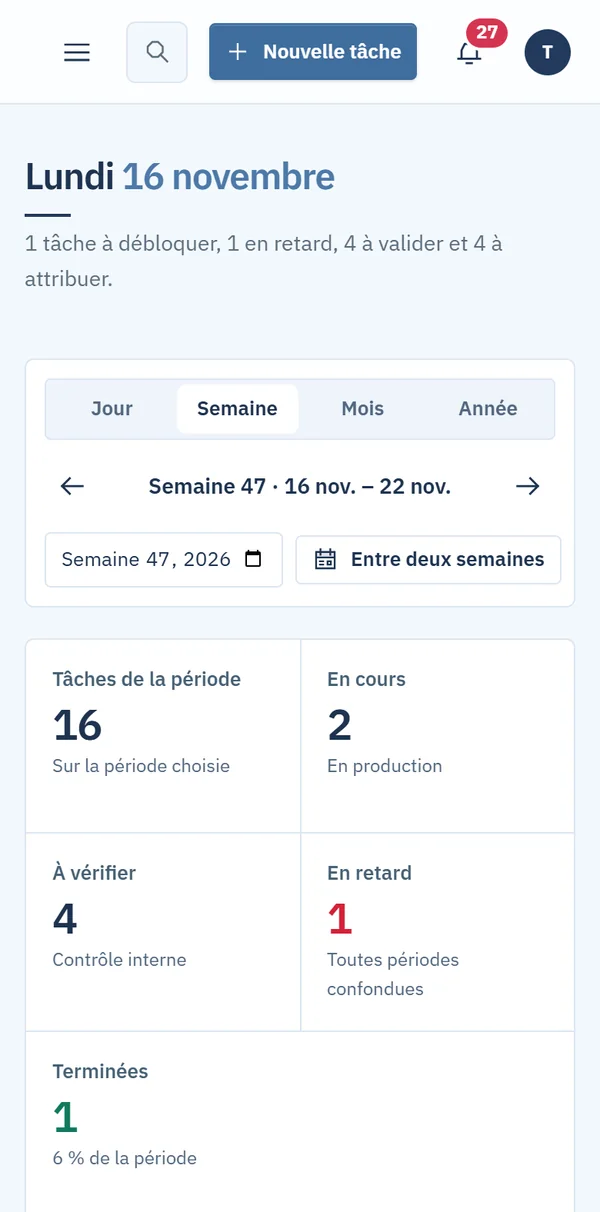 Nouvelle tâche
27
T
Lundi 16 novembre
1 tâche à débloquer, 1 en retard, 4 à valider et 4 à
attribuer.
Jour Semaine Mois Année
Semaine 47 · 16 nov. – 22 nov.
Semaine 47, 2026
Entre deux semaines
Tâches de la période
16
Sur la période choisie
En cours
2
En production
À vérifier
4
Contrôle interne
En retard
1
Toutes périodes
confondues
Terminées
1
6 % de la période